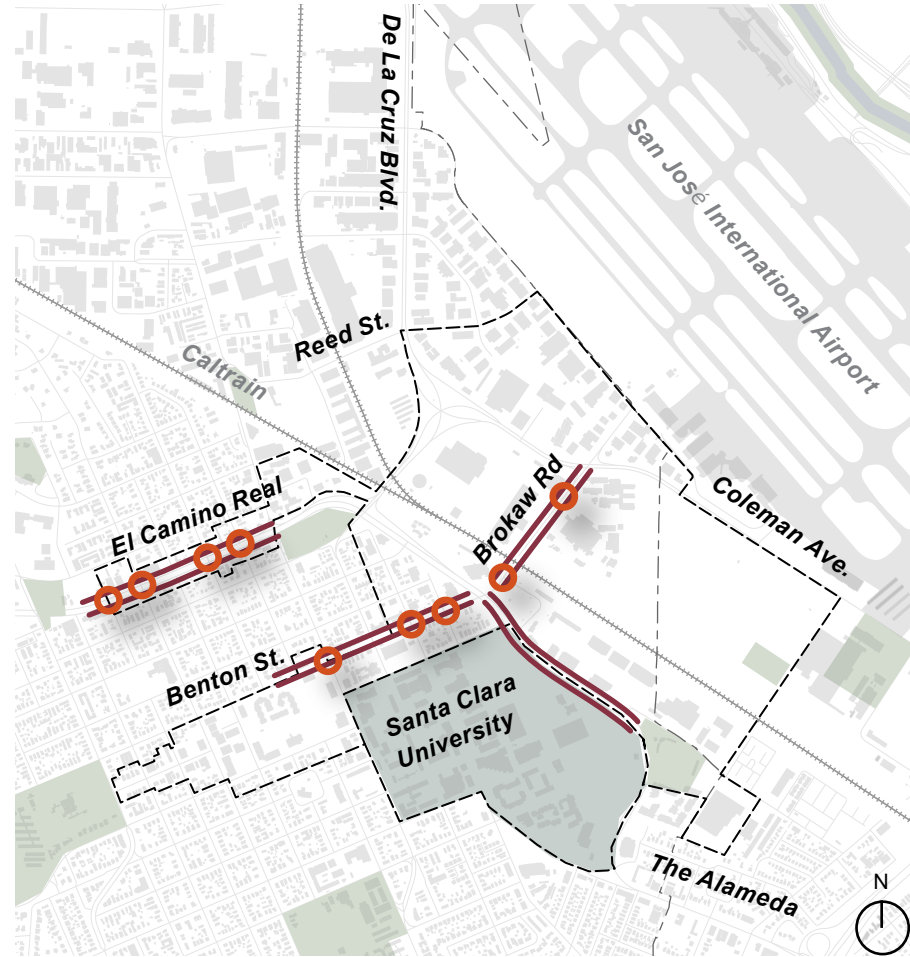 De La Cruz Blvd.
San José International Airport
Reed St.
Caltrain
El Camino Real
Brokaw Rd
Coleman Ave.
Benton St.
Santa Clara
University
The Alameda
N